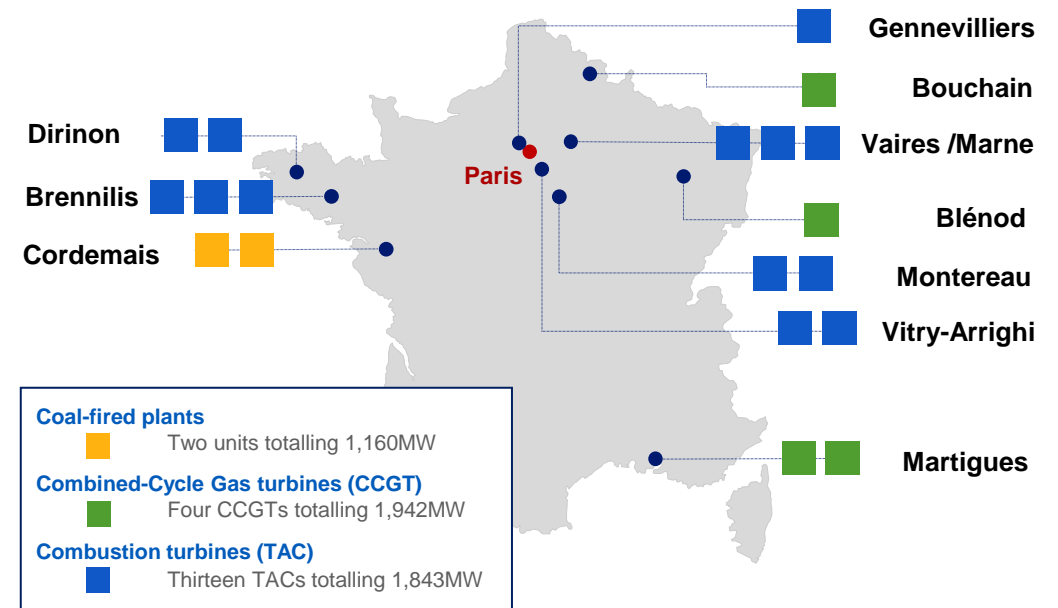 Gennevilliers
Bouchain
Dirinon
Vaires /Marne
Paris
Brennilis
Blénod
Cordemais
Montereau
Vitry-Arrighi
Coal-fired plants
Two units totalling 1,160MW
Martigues
Combined-Cycle Gas turbines (CCGT)
Four CCGTs totalling 1,942MW
Combustion turbines (TAC)
Thirteen TACs totalling 1,843MW